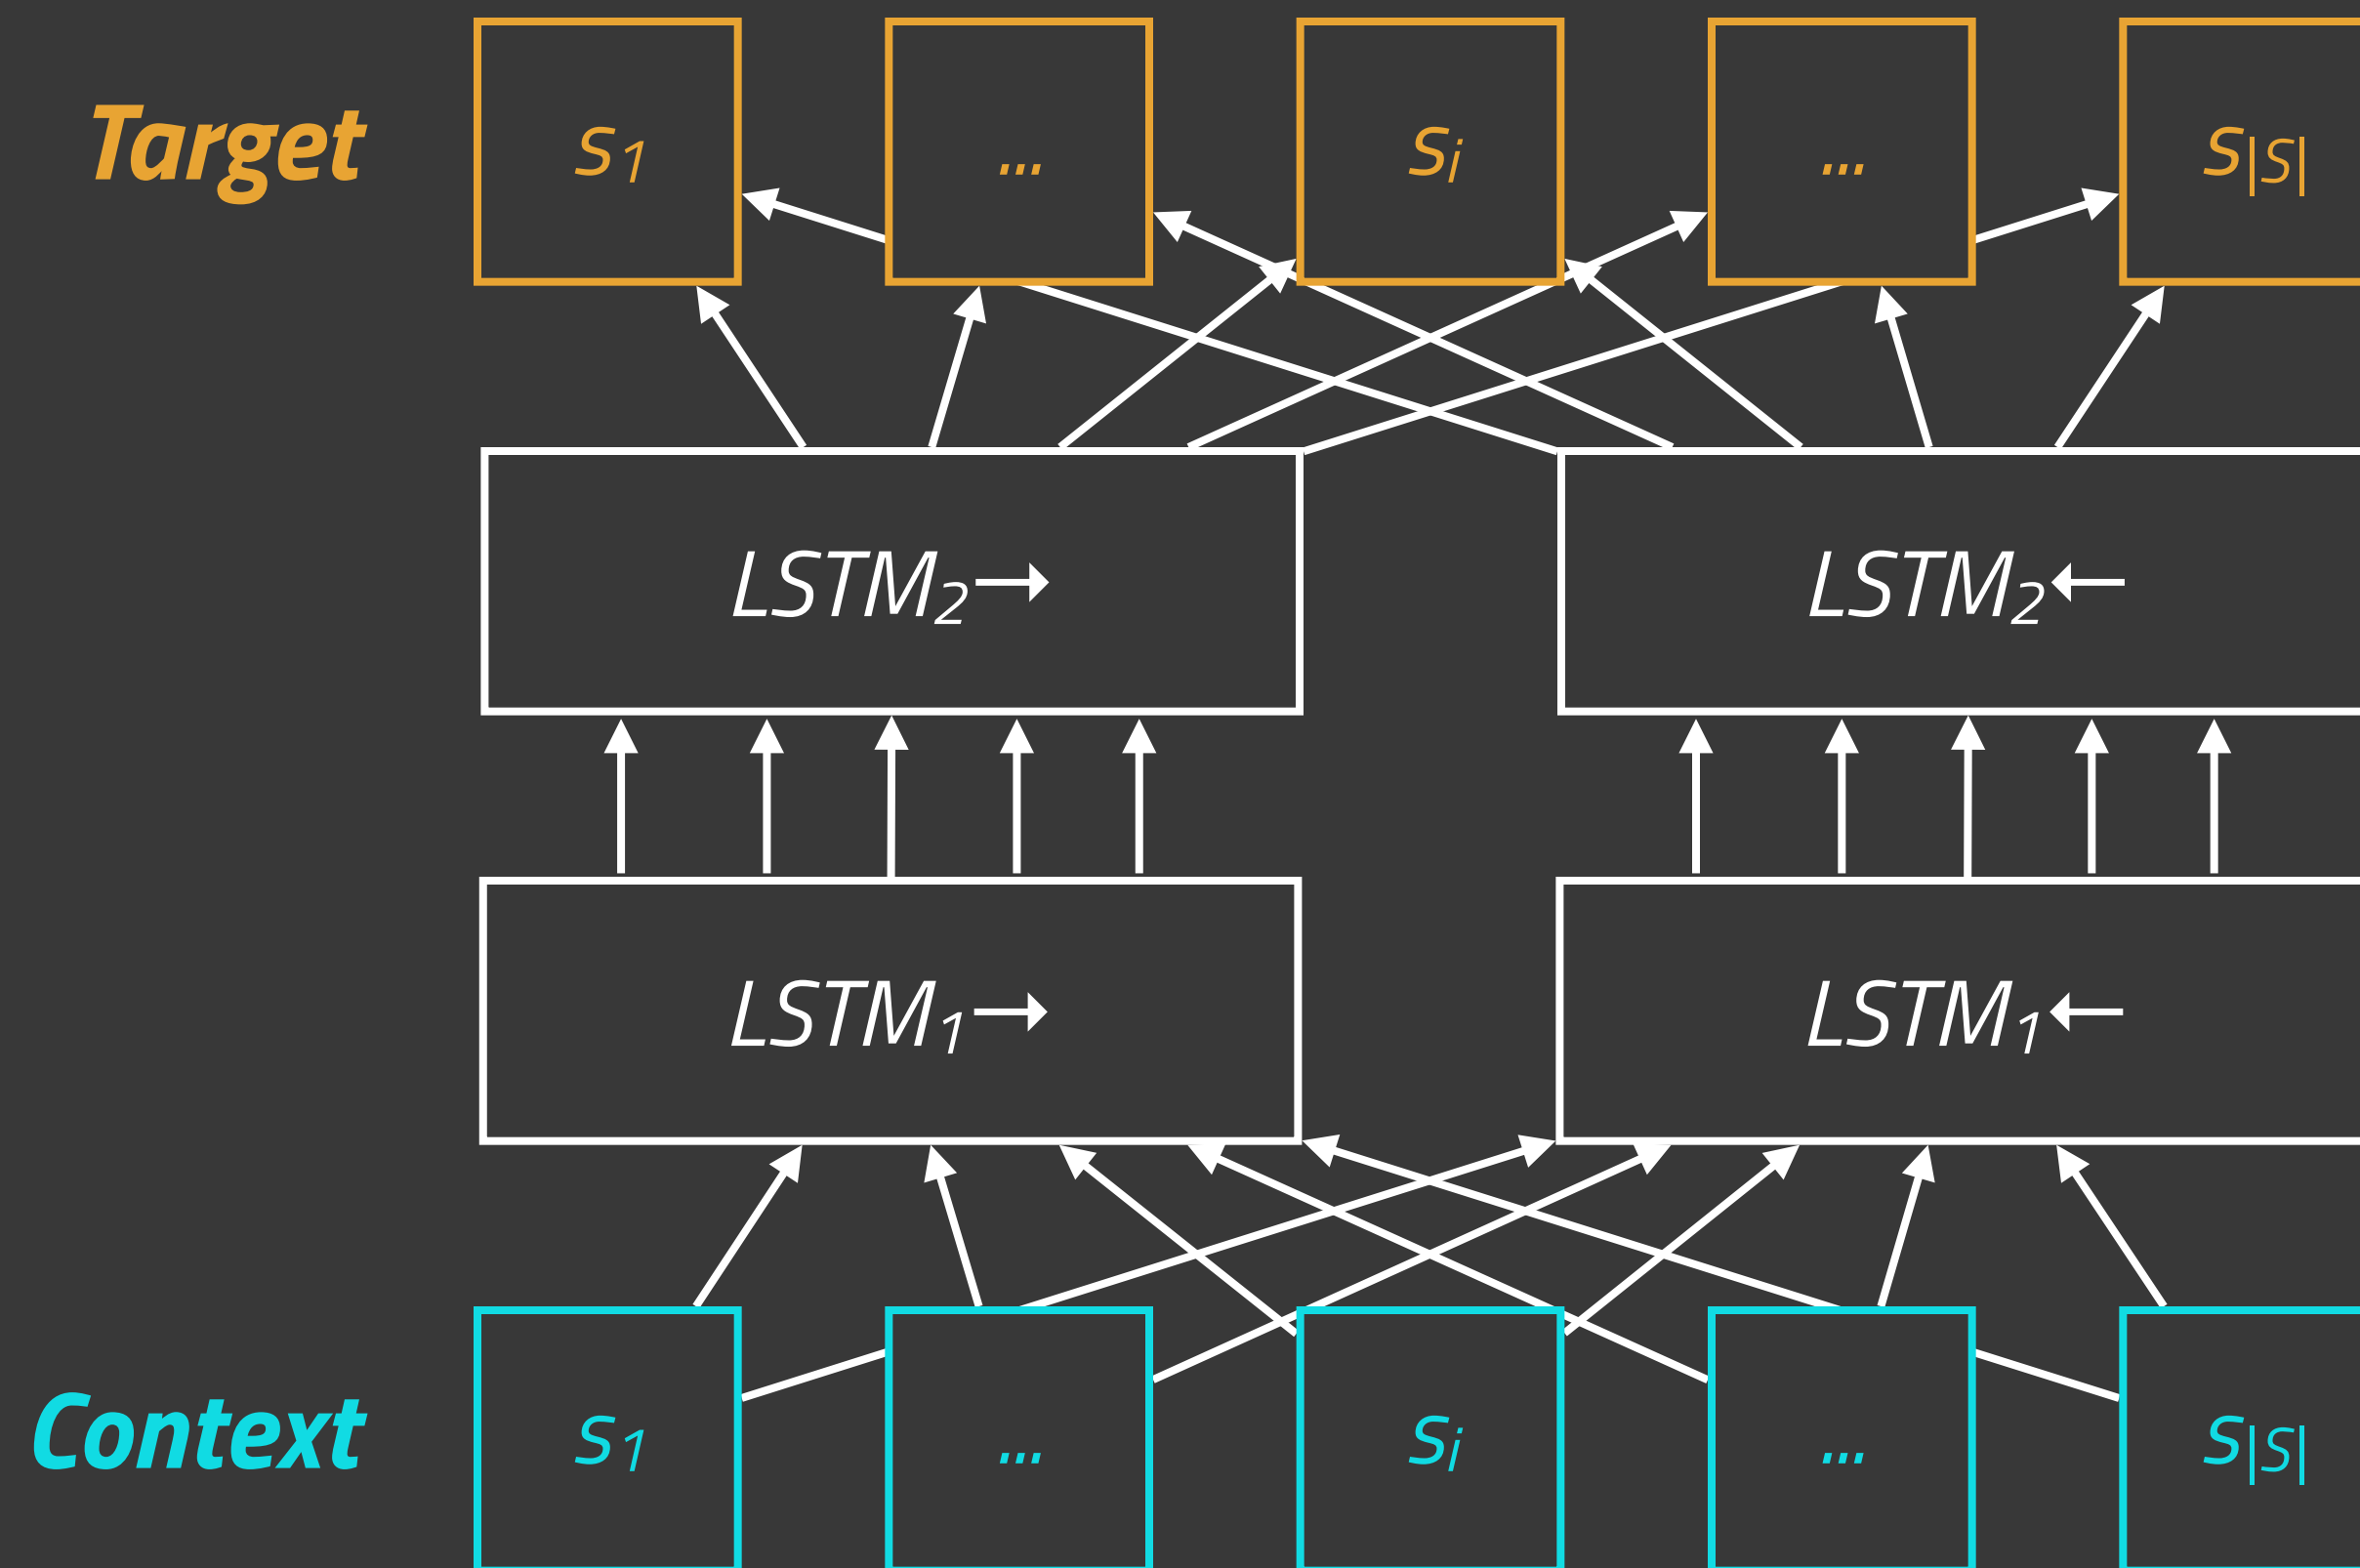 Target s₁ ... sᵢ ... s|s|
LSTM₂→ LSTM₂←
LSTM₁→ LSTM₁←
Context s₁ ... sᵢ ... s|s|